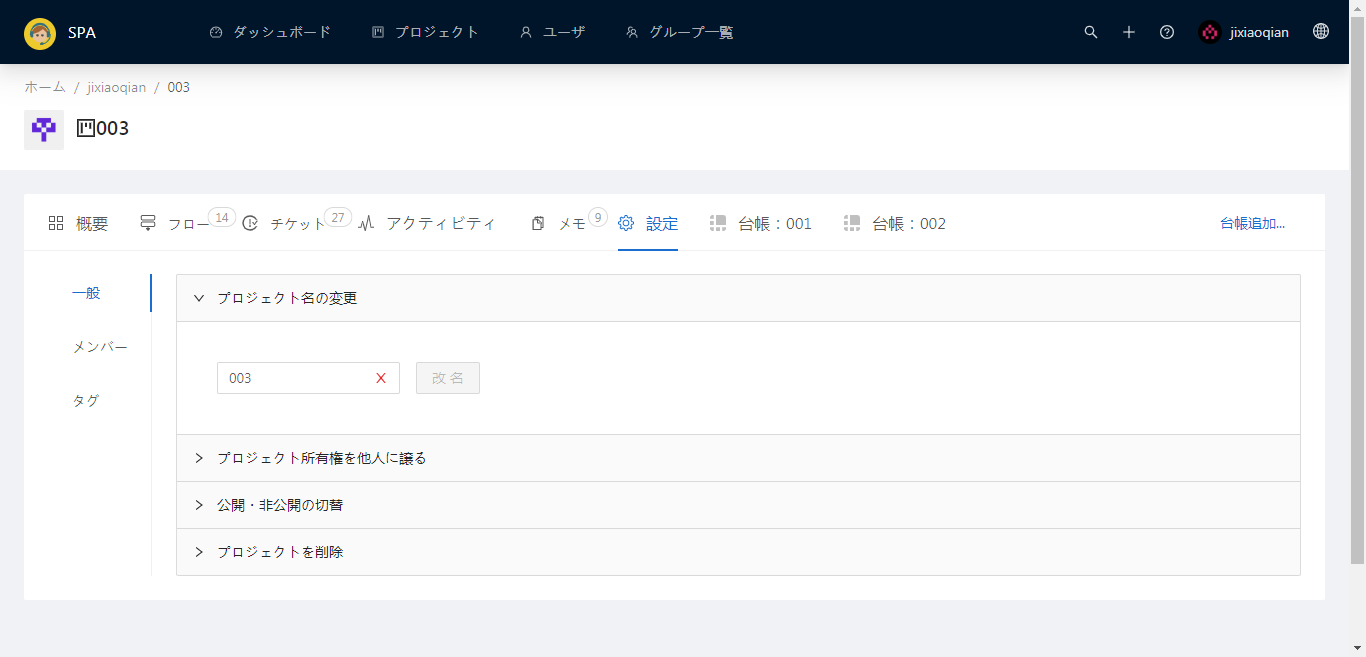 SPA ダッシュボード プロジェクト ユーザ グループ一覧 jixiaoqian
ホーム / jixiaoqian / 003
003
概要 フロー 14 チケット 27 アクティビティ メモ 9 設定 台帳：001 台帳：002 台帳追加...
一般
メンバー
タグ
プロジェクト名の変更
003 X 改 名
プロジェクト所有権を他人に譲る
公開・非公開の切替
プロジェクトを削除